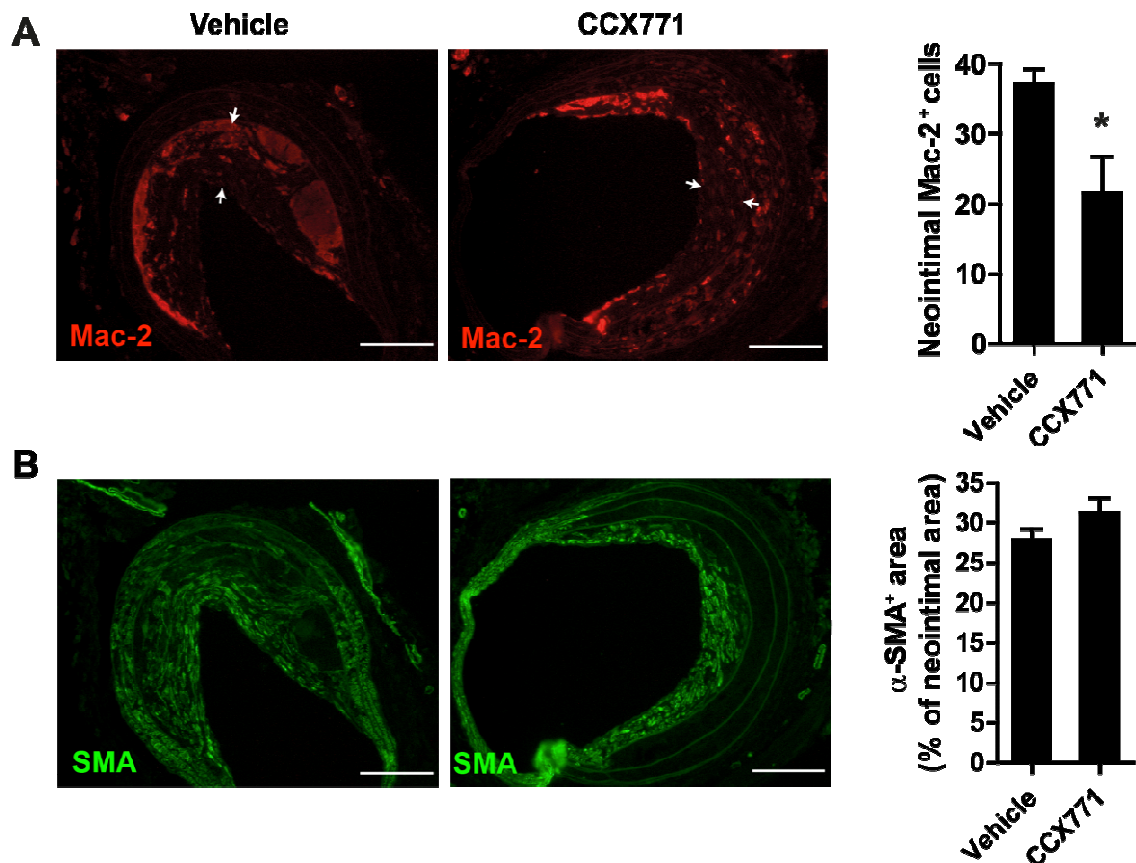 A
Vehicle
CCX771
Mac-2
Mac-2
Neointimal Mac-2⁺ cells
40
30
20
10
0
*
Vehicle
CCX771
B
SMA
SMA
α-SMA⁺ area
(% of neointimal area)
35
30
25
20
15
10
5
0
Vehicle
CCX771